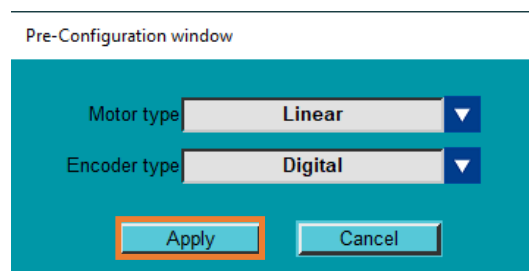 Pre-Configuration window
Motor type Linear
Encoder type Digital
Apply Cancel